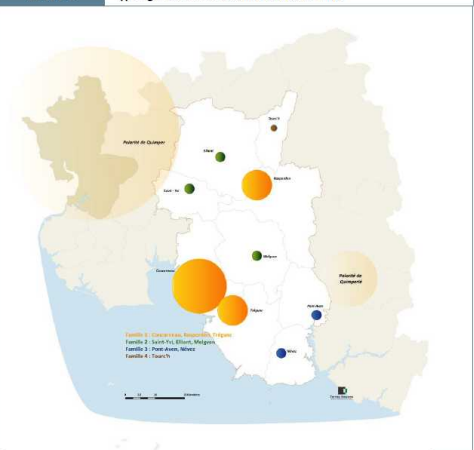 Tourc'h
Polarité de Quimper
Elliant
Rosporden
Saint - Yvi
Melgven
Concarneau
Polarité de
Quimperlé
Trégunc
Pont-Aven
Névez
Famille 1 : Concarneau, Rosporden, Trégunc
Famille 2 : Saint-Yvi, Elliant, Melgven
Famille 3 : Pont-Aven, Névez
Famille 4 : Tourc'h